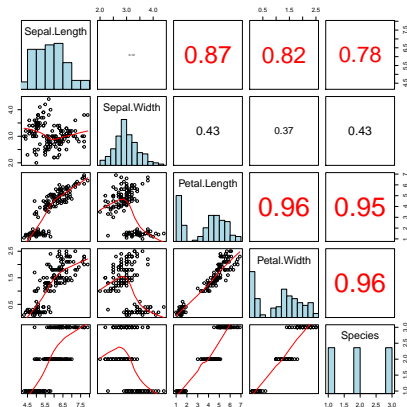 2.0 3.0 4.0 0.5 1.5 2.5
Sepal.Length 0.87 0.82 0.78
4.5 5.5 6.5 7.5
2.0 3.0 4.0
Sepal.Width 0.43 0.37 0.43
Petal.Length 0.96 0.95
1 2 3 4 5 6 7
0.5 1.5 2.5
Petal.Width 0.96
Species
1.0 1.5 2.0 2.5 3.0
4.5 5.5 6.5 7.5 1 2 3 4 5 6 7 1.0 1.5 2.0 2.5 3.0